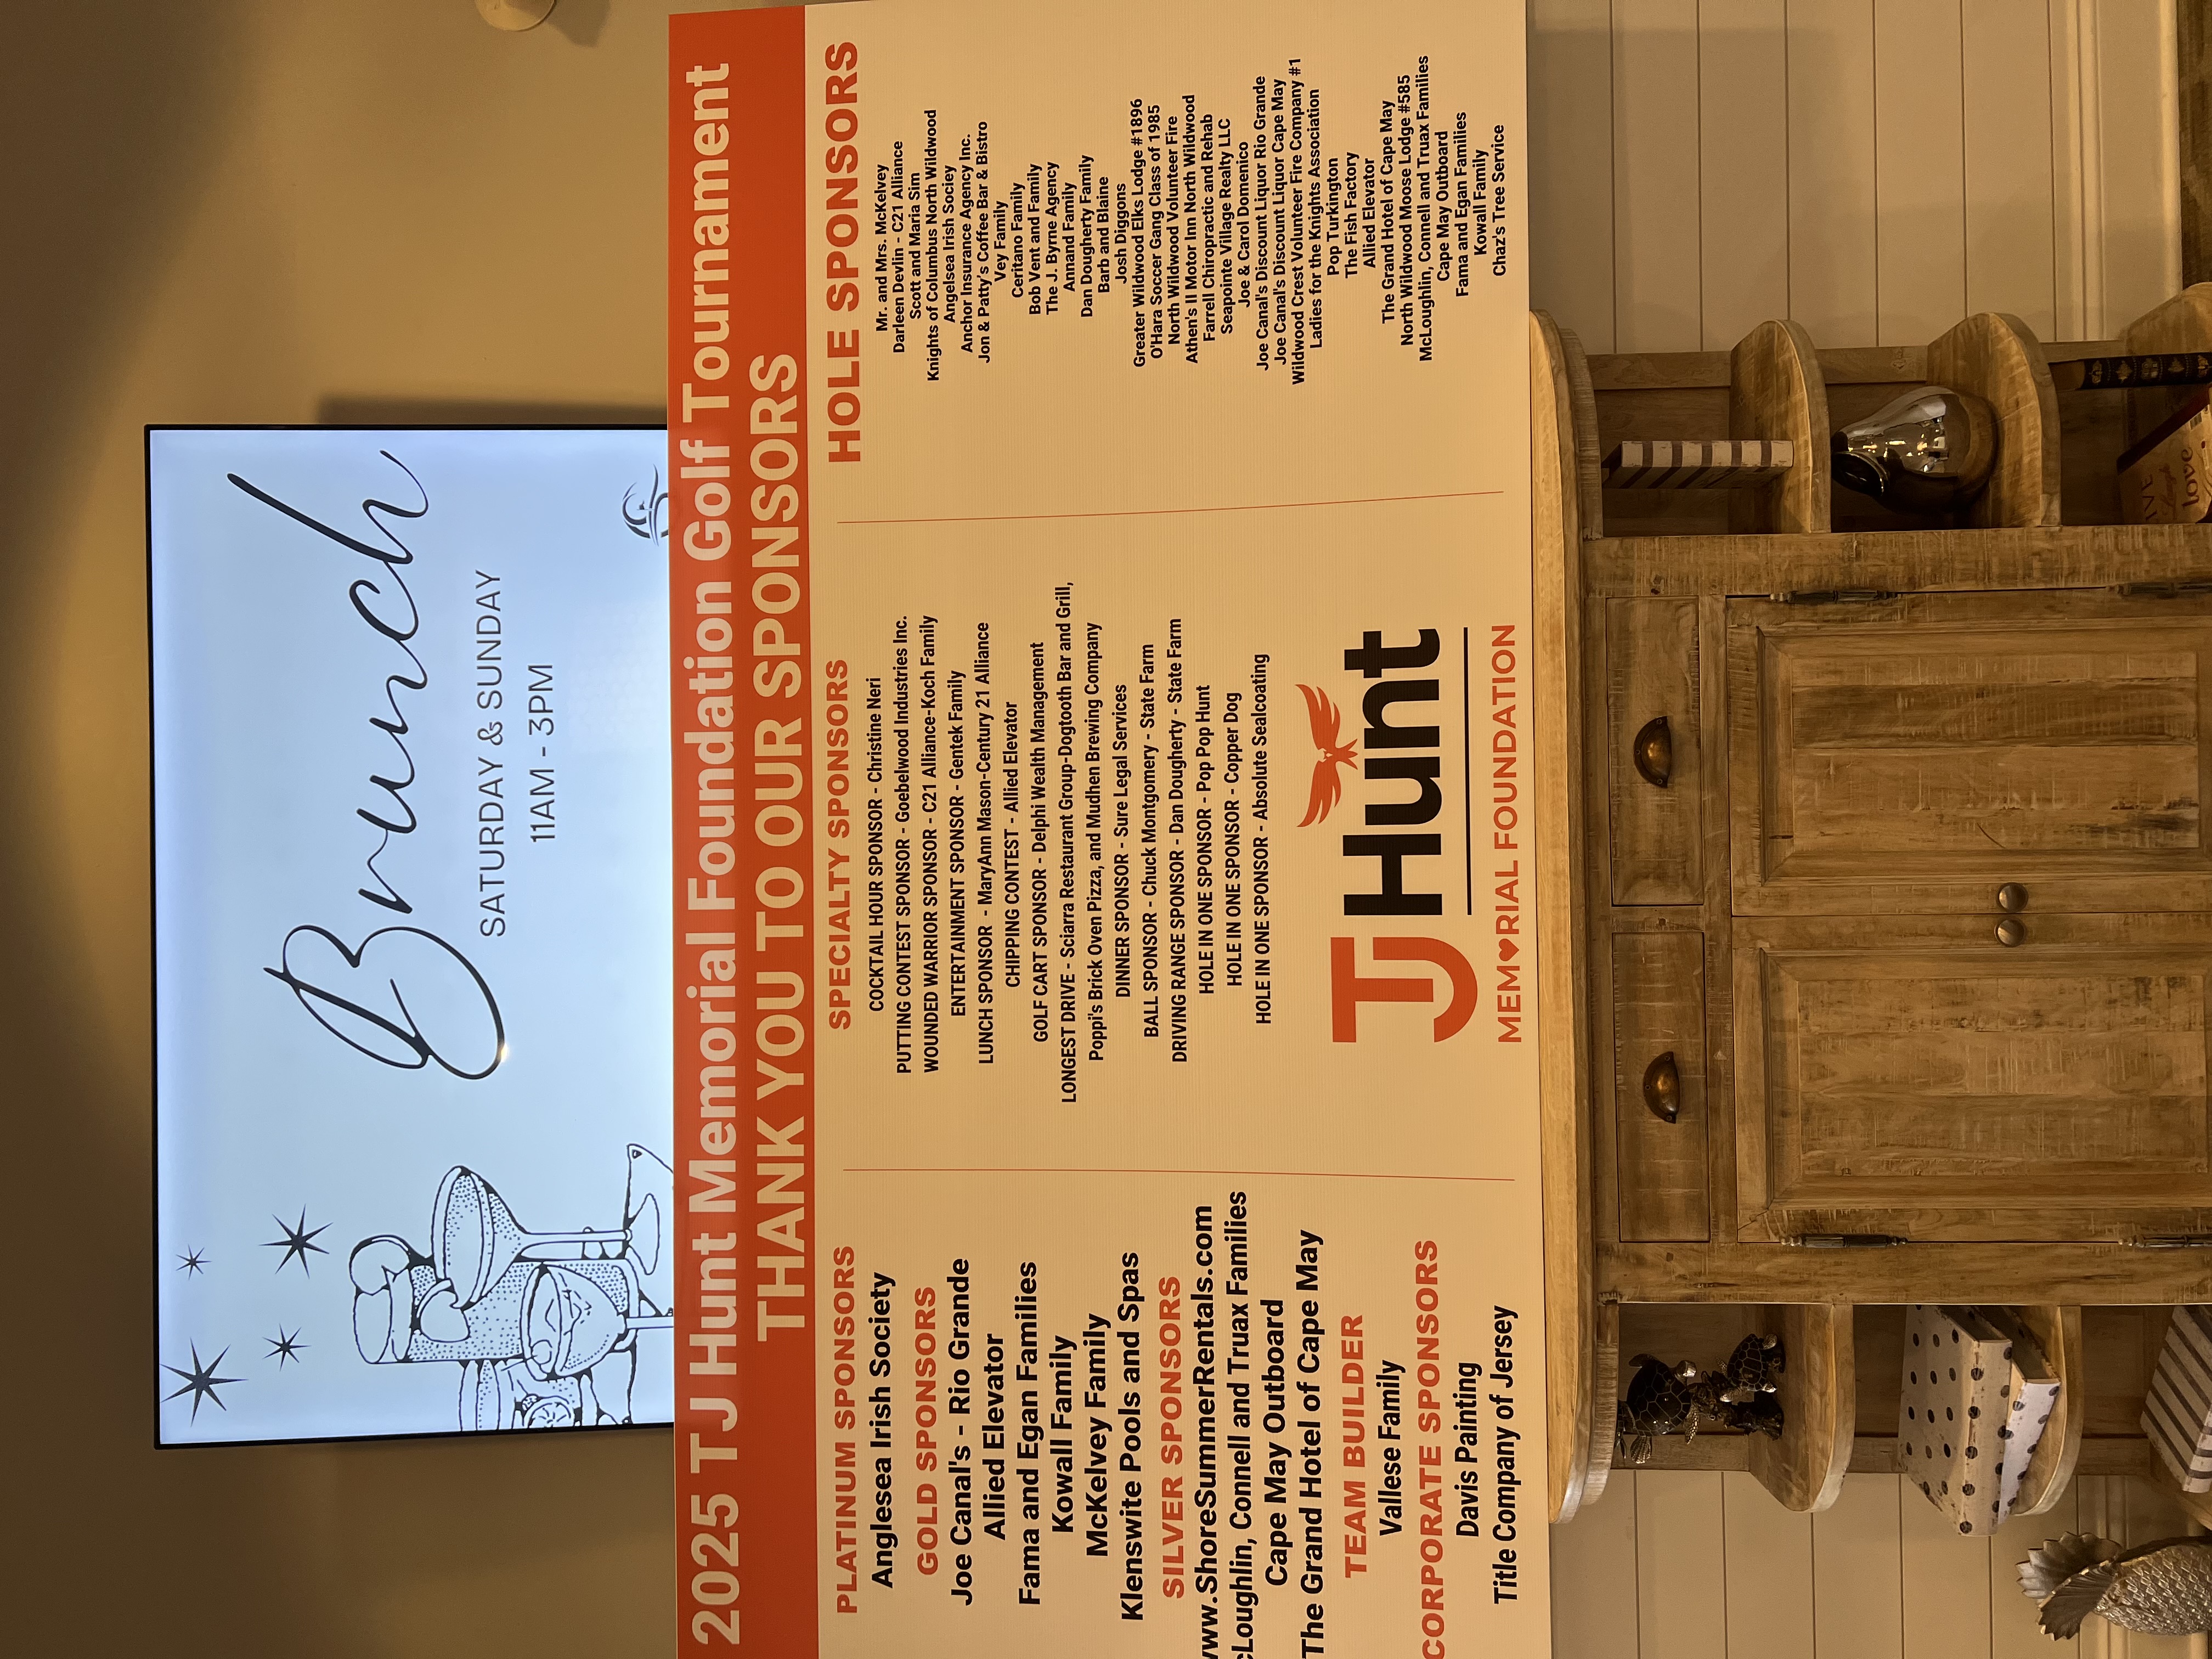 Brunch
SATURDAY & SUNDAY
11AM - 3PM
2025 TJ Hunt Memorial Foundation Golf Tournament
THANK YOU TO OUR SPONSORS
PLATINUM SPONSORS
Anglesea Irish Society
GOLD SPONSORS
Joe Canal's - Rio Grande
Allied Elevator
Fama and Egan Families
Kowall Family
McKelvey Family
Klenswite Pools and Spas
SILVER SPONSORS
www.ShoreSummerRentals.com
cLoughlin, Connell and Truax Families
Cape May Outboard
The Grand Hotel of Cape May
TEAM BUILDER
Vallese Family
CORPORATE SPONSORS
Davis Painting
Title Company of Jersey
SPECIALTY SPONSORS
COCKTAIL HOUR SPONSOR - Christine Neri
PUTTING CONTEST SPONSOR - Goebelwood Industries Inc.
WOUNDED WARRIOR SPONSOR - C21 Alliance-Koch Family
ENTERTAINMENT SPONSOR - Gentek Family
LUNCH SPONSOR - MaryAnn Mason-Century 21 Alliance
CHIPPING CONTEST - Allied Elevator
GOLF CART SPONSOR - Delphi Wealth Management
LONGEST DRIVE - Sciarra Restaurant Group-Dogtooth Bar and Grill,
Poppi's Brick Oven Pizza, and Mudhen Brewing Company
DINNER SPONSOR - Sure Legal Services
BALL SPONSOR - Chuck Montgomery - State Farm
DRIVING RANGE SPONSOR - Dan Dougherty - State Farm
HOLE IN ONE SPONSOR - Pop Pop Hunt
HOLE IN ONE SPONSOR - Copper Dog
HOLE IN ONE SPONSOR - Absolute Sealcoating
TJ Hunt
MEM♥RIAL FOUNDATION
HOLE SPONSORS
Mr. and Mrs. McKelvey
Darleen Devlin - C21 Alliance
Scott and Maria Sim
Knights of Columbus North Wildwood
Angelsea Irish Sociey
Anchor Insurance Agency Inc.
Jon & Patty's Coffee Bar & Bistro
Vey Family
Ceritano Family
Bob Vent and Family
The J. Byrne Agency
Annand Family
Dan Dougherty Family
Barb and Blaine
Josh Diggons
Greater Wildwood Elks Lodge #1896
O'Hara Soccer Gang Class of 1985
North Wildwood Volunteer Fire
Athen's II Motor Inn North Wildwood
Farrell Chiropractic and Rehab
Seapointe Village Realty LLC
Joe & Carol Domenico
Joe Canal's Discount Liquor Rio Grande
Joe Canal's Discount Liquor Cape May
Wildwood Crest Volunteer Fire Company #1
Ladies for the Knights Association
Pop Turkington
The Fish Factory
Allied Elevator
The Grand Hotel of Cape May
North Wildwood Moose Lodge #585
McLoughlin, Connell and Truax Families
Cape May Outboard
Fama and Egan Families
Kowall Family
Chaz's Tree Service
love